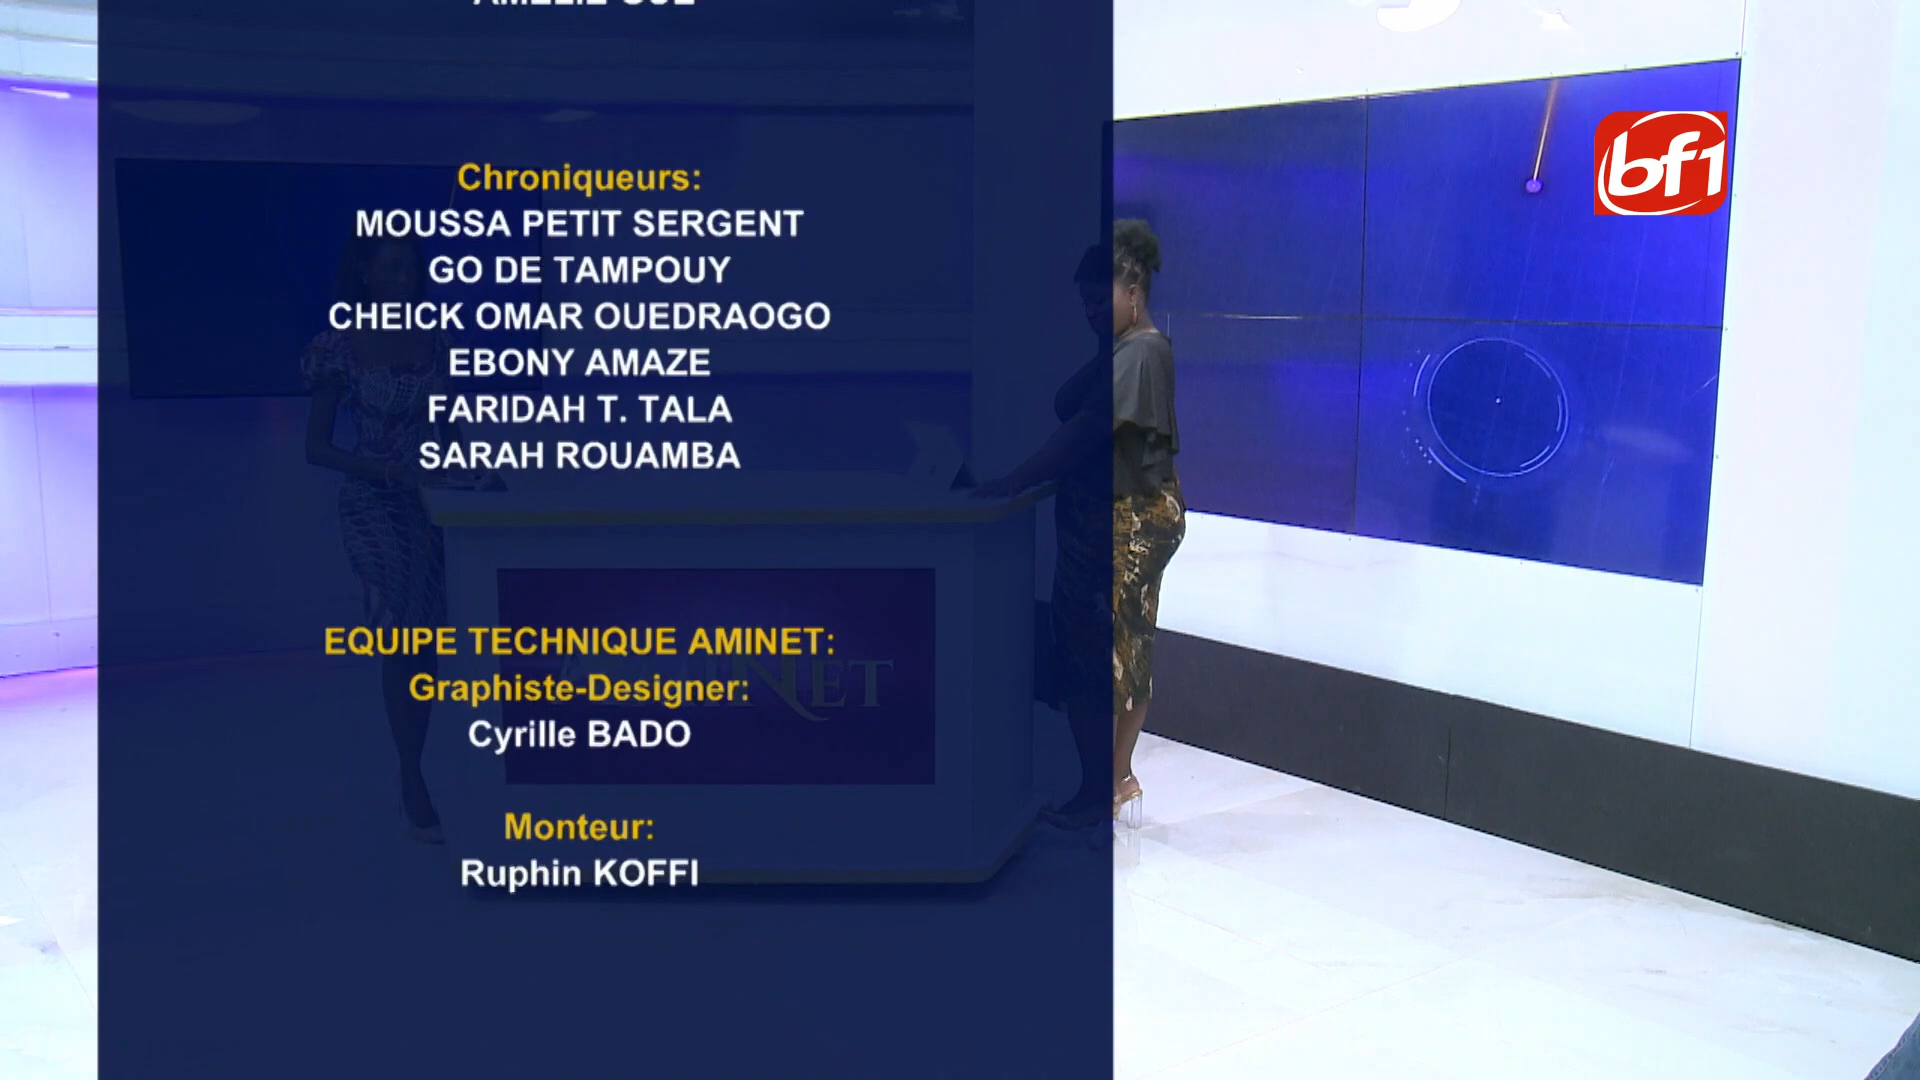 bf1
Chroniqueurs:
MOUSSA PETIT SERGENT
GO DE TAMPOUY
CHEICK OMAR OUEDRAOGO
EBONY AMAZE
FARIDAH T. TALA
SARAH ROUAMBA
EQUIPE TECHNIQUE AMINET:
Graphiste-Designer:
Cyrille BADO
Monteur:
Ruphin KOFFI
AMINET